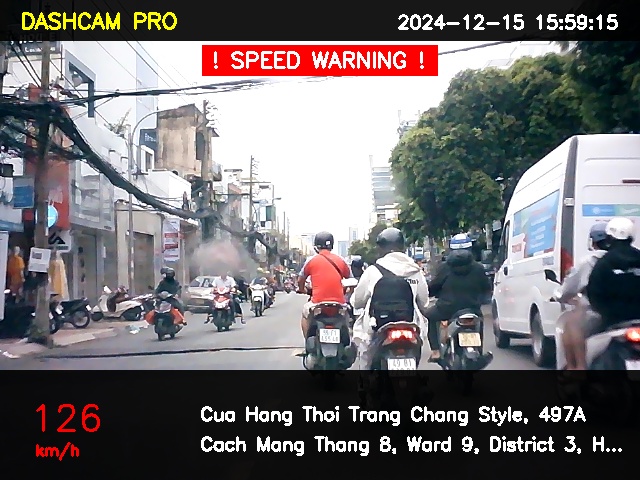 DASHCAM PRO
2024-12-15 15:59:15
! SPEED WARNING !
126
km/h
Cua Hang Thoi Trang Chang Style, 497A
Cach Mang Thang 8, Ward 9, District 3, H...